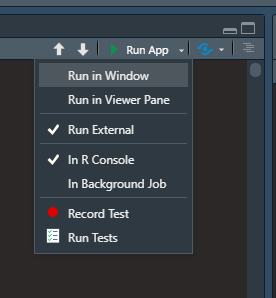 Run App
Run in Window
Run in Viewer Pane
Run External
In R Console
In Background Job
Record Test
Run Tests